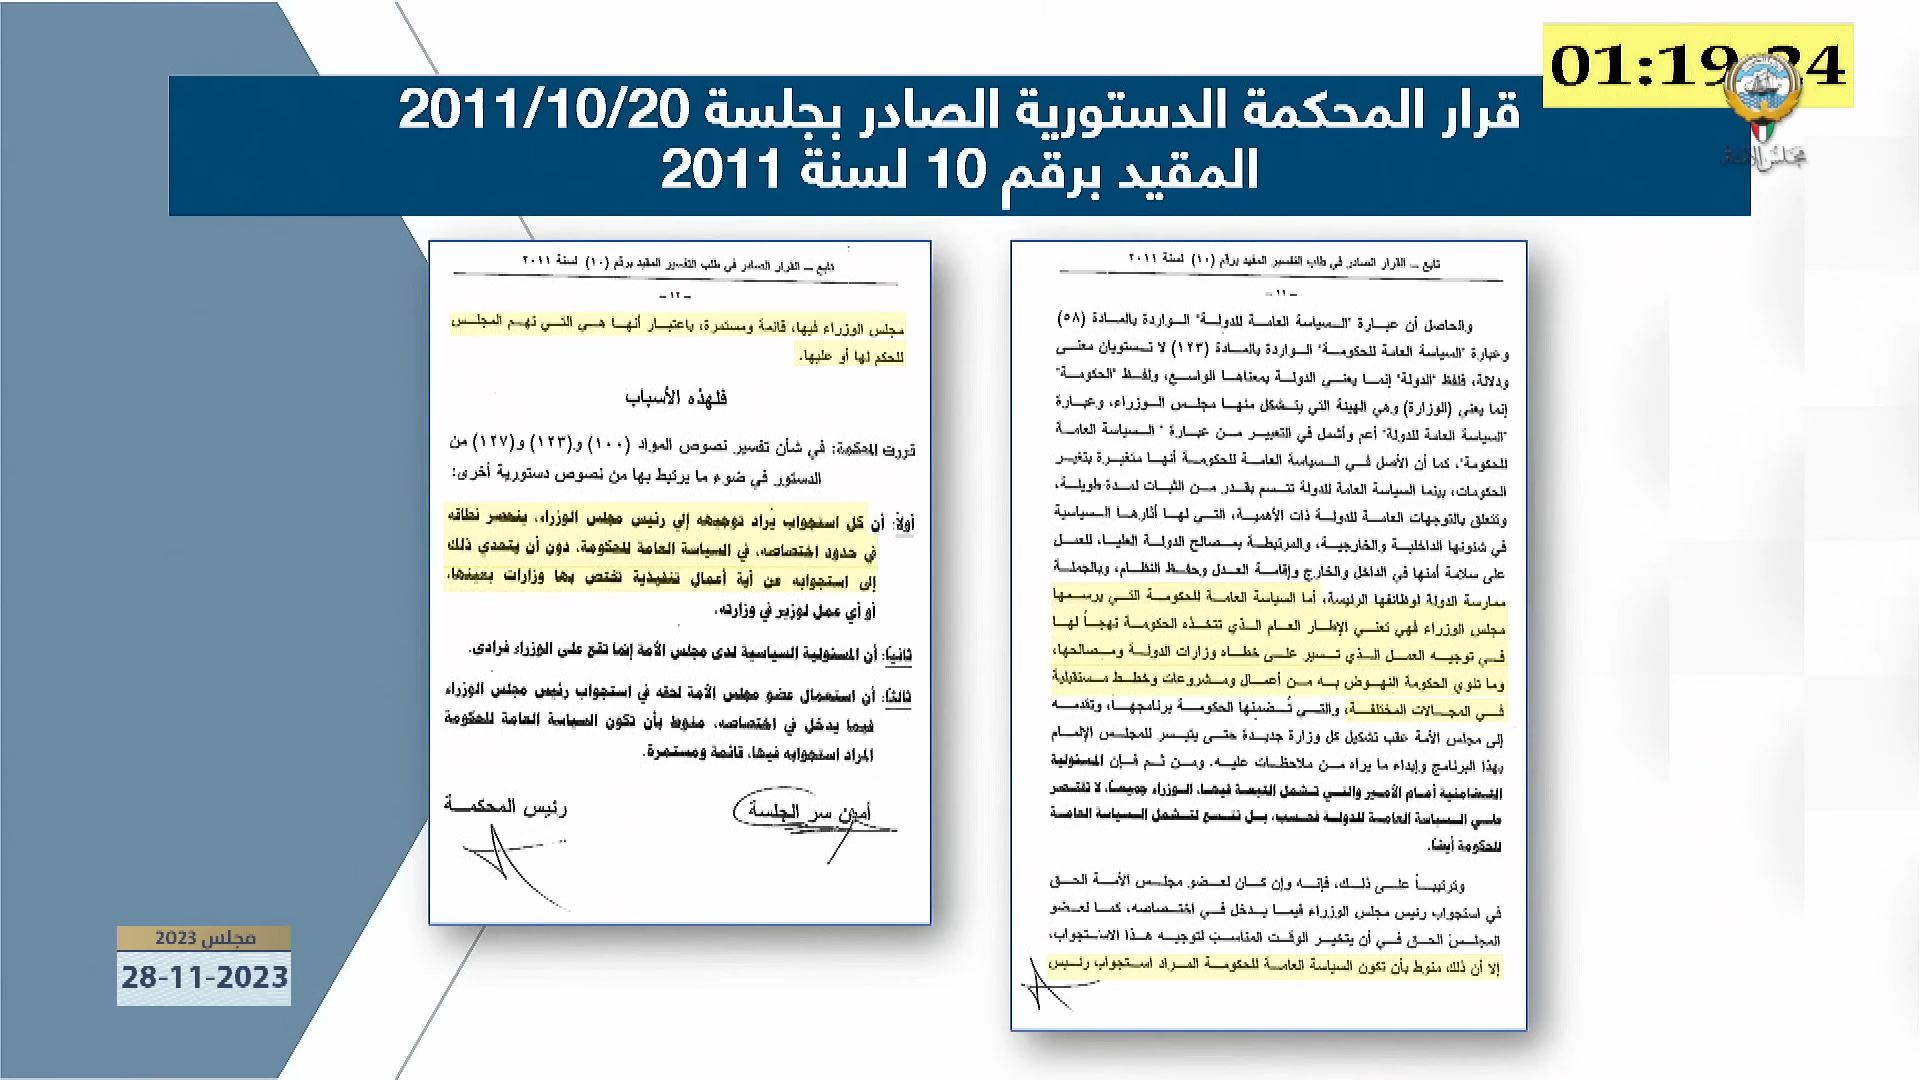 01:19
24
مجلس الأمة
قرار المحكمة الدستورية الصادر بجلسة 2011/10/20
المقيد برقم 10 لسنة 2011
تابع – القرار الصادر في طلب التفسير المقيد برقم (١٠) لسنة ٢٠١١
– ١١ –
والحاصل أن عبارة "السياسة العامة للدولة" الواردة بالمادة (٥٨)
وعبارة "السياسة العامة للحكومة" الواردة بالمادة (١٢٣) لا تستويان معنى
ودلالة، فلفظ "الدولة" إنما يعني الدولة بمعناها الواسع، ولفظ "الحكومة"
إنما يعني (الوزارة) وهي الهيئة التي يتشكل منها مجلس الوزراء، وعبارة
"السياسة العامة للدولة" أعم وأشمل في التعبير من عبارة " السياسة العامة
للحكومة"، كما أن الأصل في السياسة العامة للحكومة أنها متغيرة بتغير
الحكومات، بينما السياسة العامة للدولة تتسم بقدر من الثبات لمدة طويلة،
وتتعلق بالتوجهات العامة للدولة ذات الأهمية، التي لها آثارها السياسية
في شئونها الداخلية والخارجية، والمرتبطة بمصالح الدولة العليا، للعمل
على سلامة أمنها في الداخل والخارج وإقامة العدل وحفظ النظام، وبالجملة
ممارسة الدولة لوظائفها الرئيسة، أما السياسة العامة للحكومة التي يرسمها
مجلس الوزراء فهي تعني الإطار العام الذي تتخذه الحكومة نهجاً لها
في توجيه العمل الذي تسير على خطاه وزارات الدولة ومصالحها،
وما تنوي الحكومة النهوض به من أعمال ومشروعات وخطط مستقبلية
في المجالات المختلفة، والتي تُضمنها الحكومة برنامجها، وتقدمه
إلى مجلس الأمة عقب تشكيل كل وزارة جديدة حتى يتيسر للمجلس الإلمام
بهذا البرنامج وإبداء ما يراه من ملاحظات عليه. ومن ثم فإن المسئولية
التضامنية أمام الأمير والتي تشمل التبعة فيها، الوزراء جميعاً، لا تقتصر
على السياسة العامة للدولة فحسب، بل تتسع لتشمل السياسة العامة
للحكومة أيضاً.
وترتيباً على ذلك، فإنه وإن كان لعضو مجلس الأمة الحق
في استجواب رئيس مجلس الوزراء فيما يدخل في اختصاصه، كما لعضو
المجلس الحق في أن يتخير الوقت المناسب لتوجيه هذا الاستجواب،
إلا أن ذلك منوط بأن تكون السياسة العامة للحكومة المراد استجواب رئيس
تابع – القرار الصادر في طلب التفسير المقيد برقم (١٠) لسنة ٢٠١١
– ١٢ –
مجلس الوزراء فيها، قائمة ومستمرة، باعتبار أنها هي التي تهم المجلس
للحكم لها أو عليها.
فلهذه الأسباب
قررت المحكمة: في شأن تفسير نصوص المواد (١٠٠) و(١٢٣) و(١٢٧) من
الدستور في ضوء ما يرتبط بها من نصوص دستورية أخرى:
أولاً: أن كل استجواب يُراد توجيهه إلى رئيس مجلس الوزراء، ينحصر نطاقه
في حدود اختصاصه، في السياسة العامة للحكومة، دون أن يتعدى ذلك
إلى استجوابه عن أية أعمال تنفيذية تختص بها وزارات بعينها،
أو أي عمل لوزير في وزارته.
ثانياً: أن المسئولية السياسية لدى مجلس الأمة إنما تقع على الوزراء فرادى.
ثالثاً: أن استعمال عضو مجلس الأمة لحقه في استجواب رئيس مجلس الوزراء
فيما يدخل في اختصاصه، منوط بأن تكون السياسة العامة للحكومة
المراد استجوابه فيها، قائمة ومستمرة.
أمين سر الجلسة
رئيس المحكمة
مجلس 2023
28-11-2023